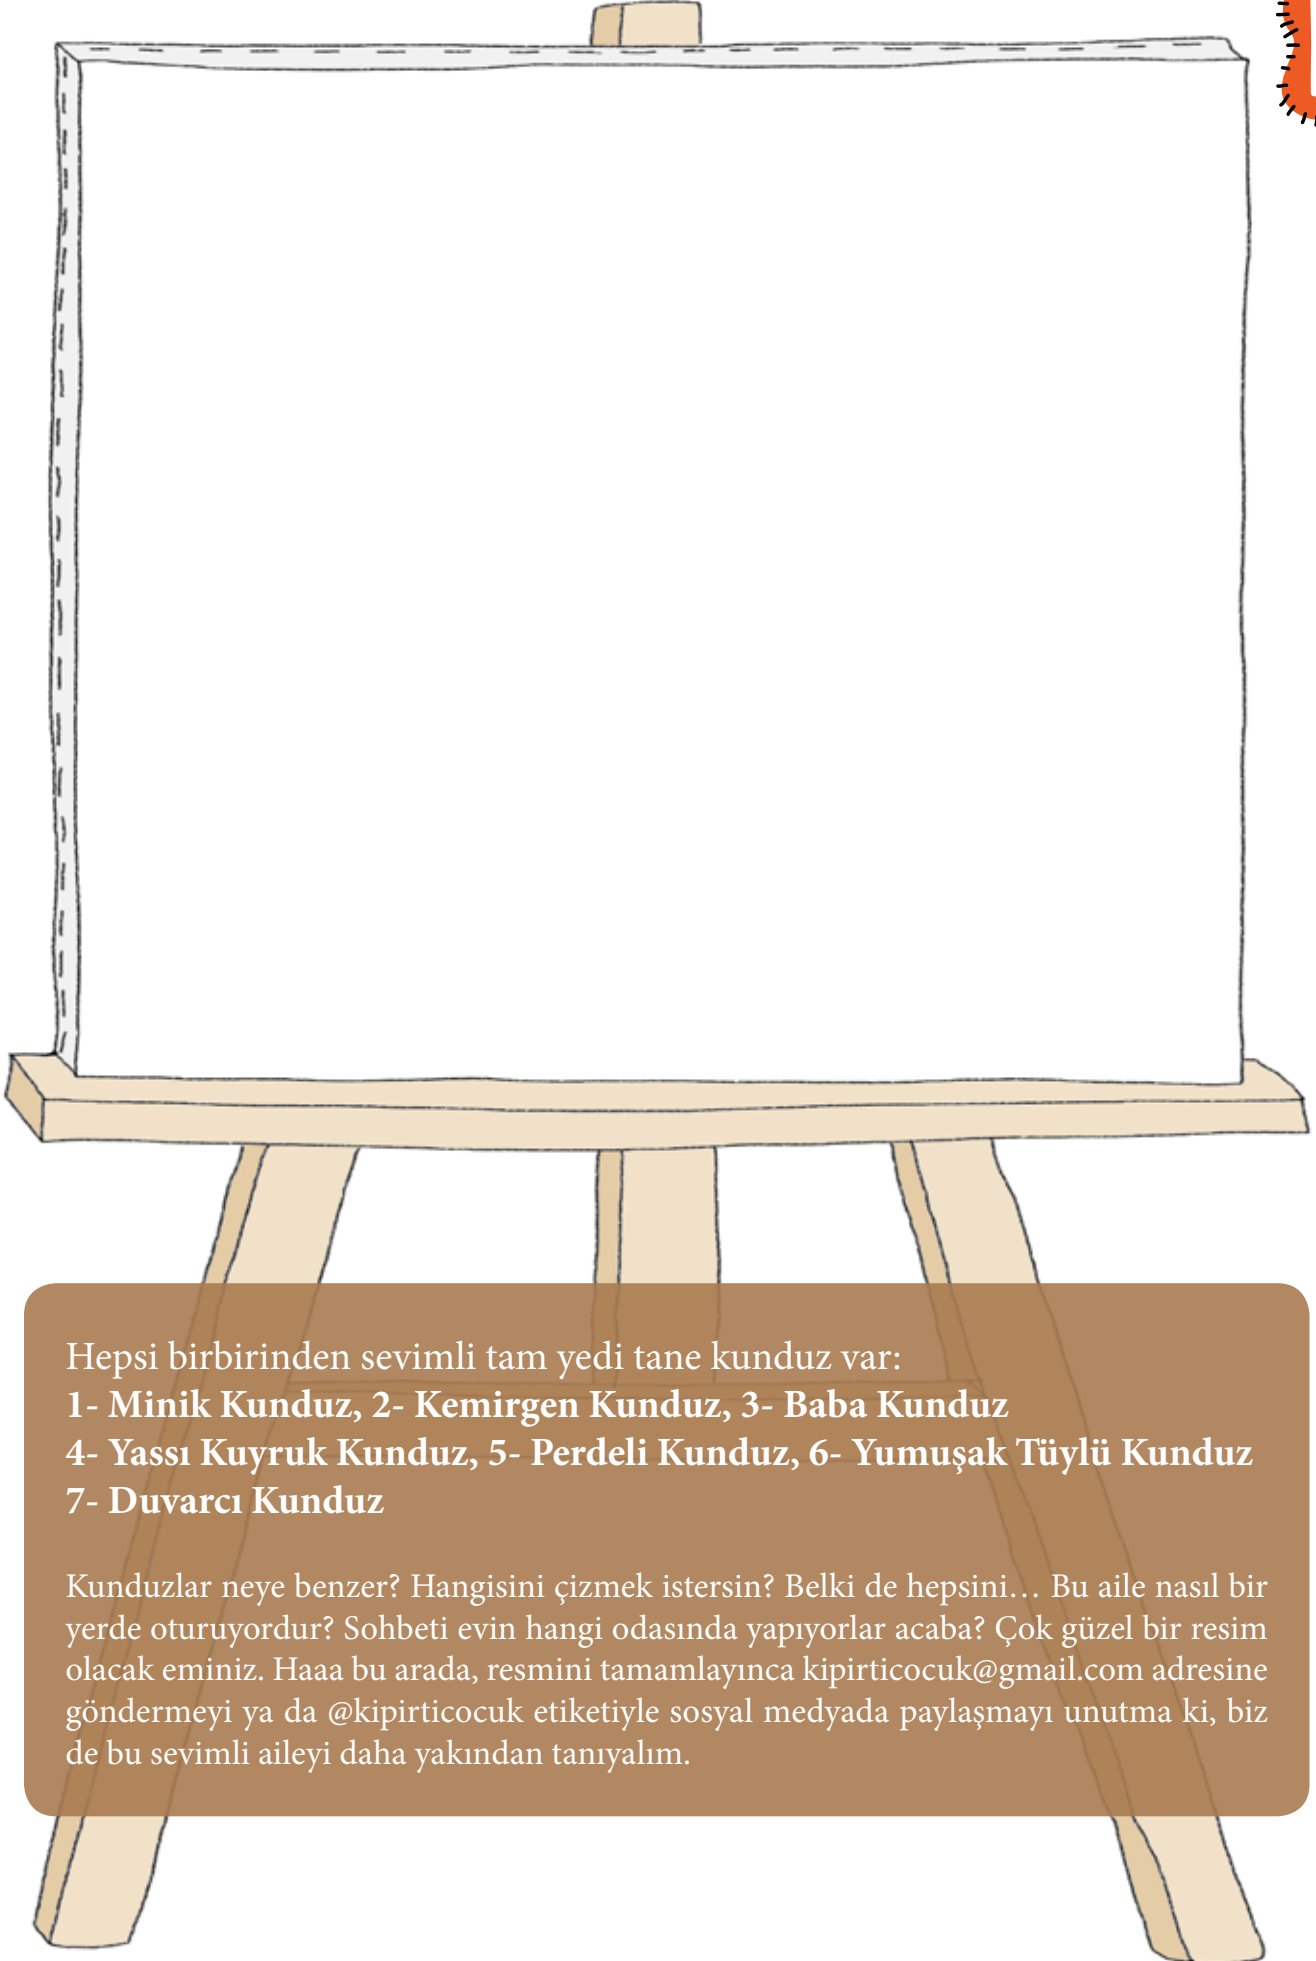 Hepsi birbirinden sevimli tam yedi tane kunduz var:
1- Minik Kunduz, 2- Kemirgen Kunduz, 3- Baba Kunduz
4- Yassı Kuyruk Kunduz, 5- Perdeli Kunduz, 6- Yumuşak Tüylü Kunduz
7- Duvarcı Kunduz
Kunduzlar neye benzer? Hangisini çizmek istersin? Belki de hepsini… Bu aile nasıl bir
yerde oturuyordur? Sohbeti evin hangi odasında yapıyorlar acaba? Çok güzel bir resim
olacak eminiz. Haaa bu arada, resmini tamamlayınca kipirticocuk@gmail.com adresine
göndermeyi ya da @kipirticocuk etiketiyle sosyal medyada paylaşmayı unutma ki, biz
de bu sevimli aileyi daha yakından tanıyalım.